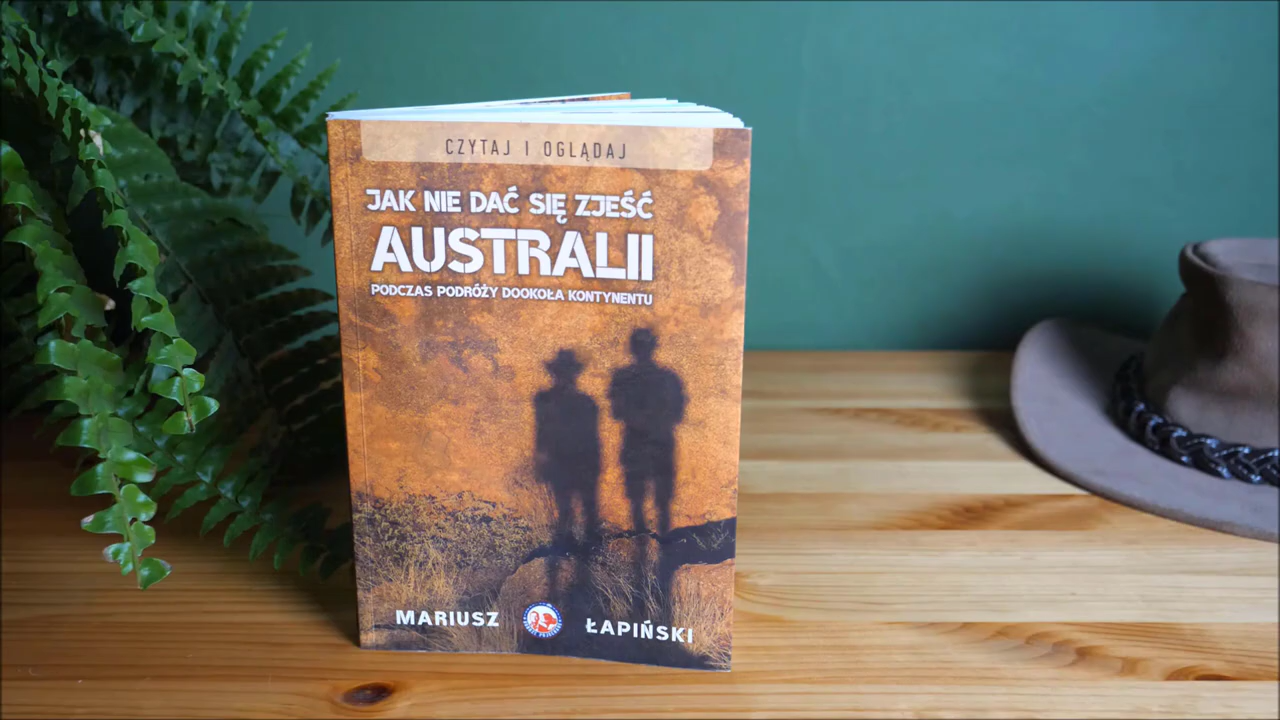 CZYTAJ I OGLĄDAJ
JAK NIE DAĆ SIĘ ZJEŚĆ
AUSTRALII
PODCZAS PODRÓŻY DOOKOŁA KONTYNENTU
MARIUSZ ŁAPIŃSKI